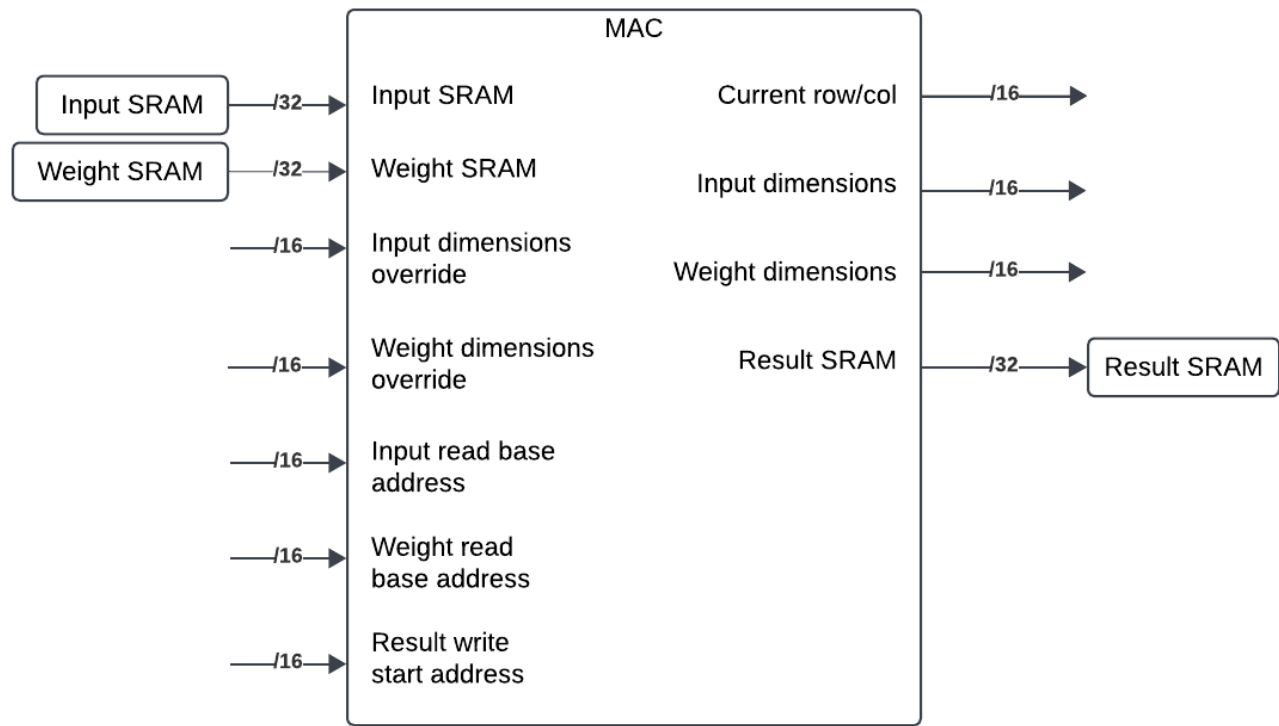 MAC
Input SRAM
/32
Input SRAM
Current row/col
/16
Weight SRAM
/32
Weight SRAM
Input dimensions
/16
/16
Input dimensions
override
Weight dimensions
/16
/16
Weight dimensions
override
Result SRAM
/32
Result SRAM
/16
Input read base
address
/16
Weight read
base address
/16
Result write
start address